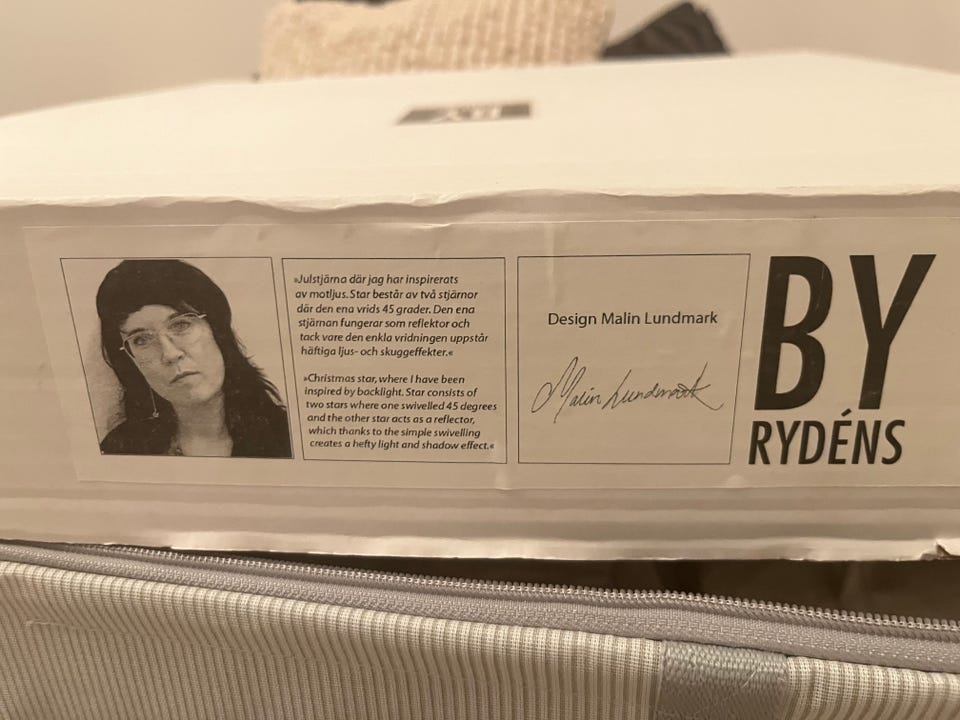 BY
»Julstjärna där jag har inspirerats
av motljus. Star består av två stjärnor
där den ena vrids 45 grader. Den ena
stjärnan fungerar som reflektor och
tack vare den enkla vridningen uppstår
häftiga ljus- och skuggeffekter.«
»Christmas star, where I have been
inspired by backlight. Star consists of
two stars where one swivelled 45 degrees
and the other star acts as a reflector,
which thanks to the simple swivelling
creates a hefty light and shadow effect.«
Design Malin Lundmark
Malin Lundmark
BY
RYDÉNS